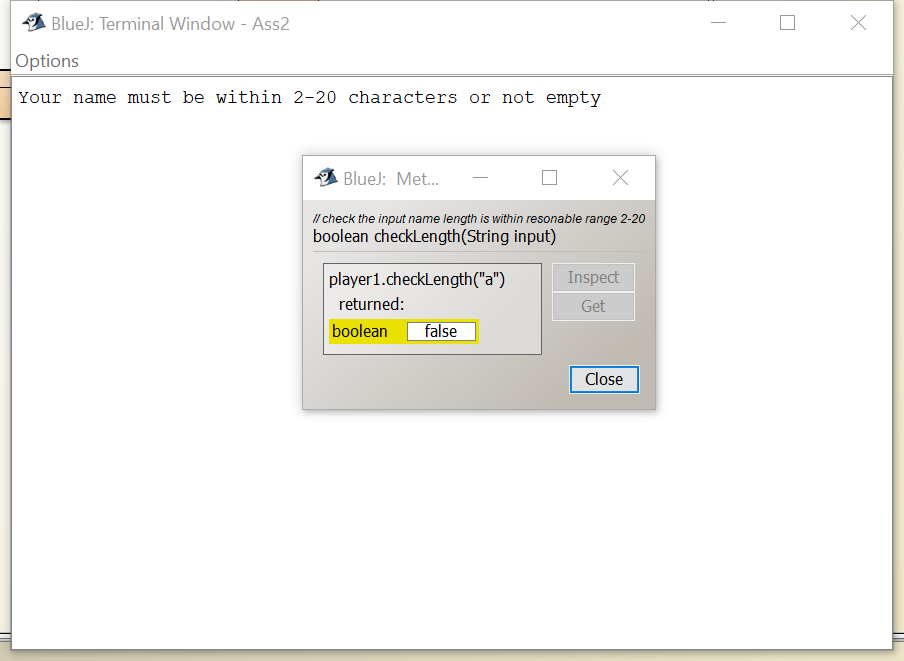 BlueJ: Terminal Window - Ass2
Options
Your name must be within 2-20 characters or not empty
BlueJ:  Met...
// check the input name length is within resonable range 2-20
boolean checkLength(String input)
player1.checkLength("a")
returned:
boolean false
Inspect
Get
Close